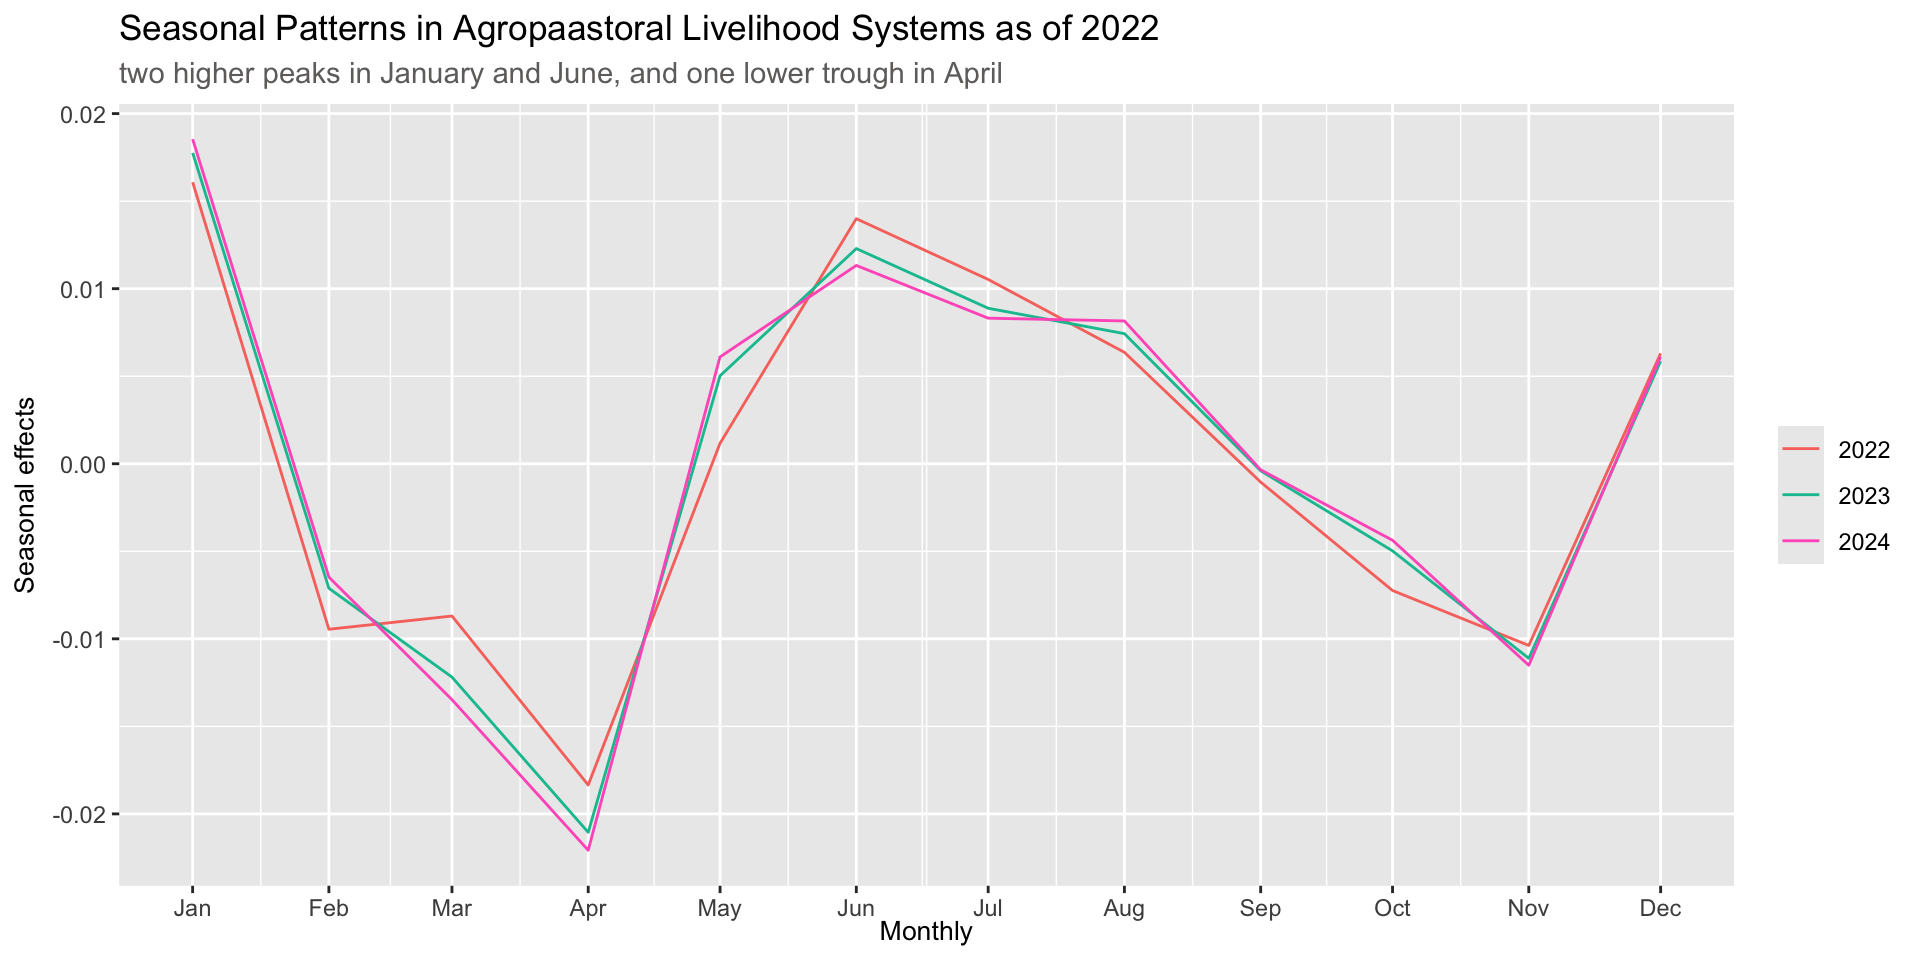 Seasonal Patterns in Agropaastoral Livelihood Systems as of 2022
two higher peaks in January and June, and one lower trough in April
0.02
0.01
0.00
-0.01
-0.02
Seasonal effects
Jan Feb Mar Apr May Jun Jul Aug Sep Oct Nov Dec
Monthly
2022
2023
2024